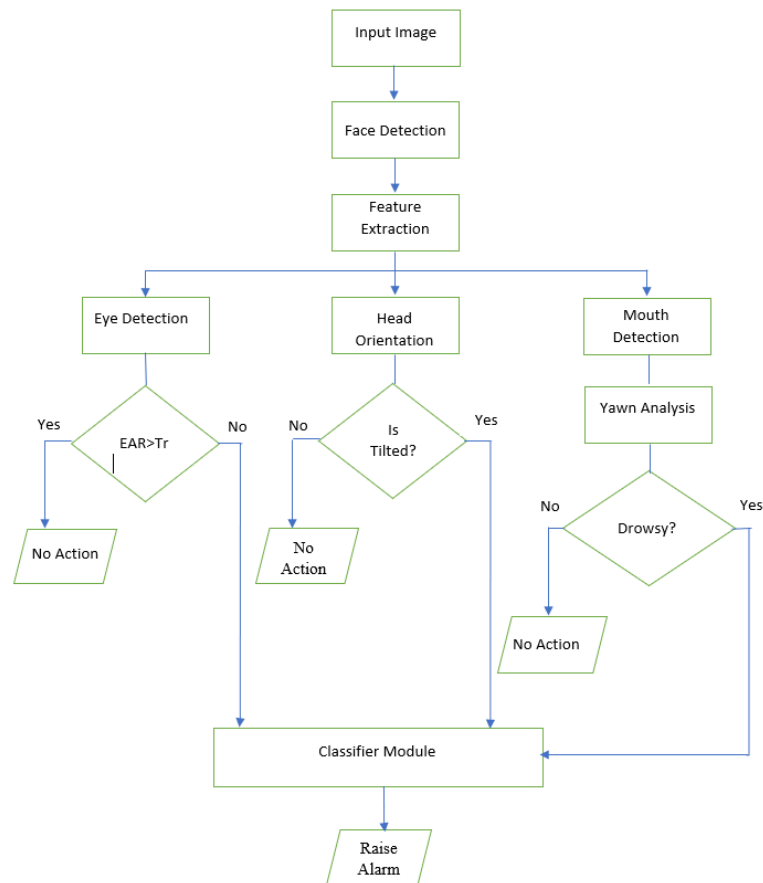 Input Image
Face Detection
Feature
Extraction
Eye Detection
Head
Orientation
Mouth
Detection
Yawn Analysis
Yes
EAR>Tr
No
No
Is
Tilted?
Yes
No
Drowsy?
Yes
No Action
No
Action
No Action
Classifier Module
Raise
Alarm